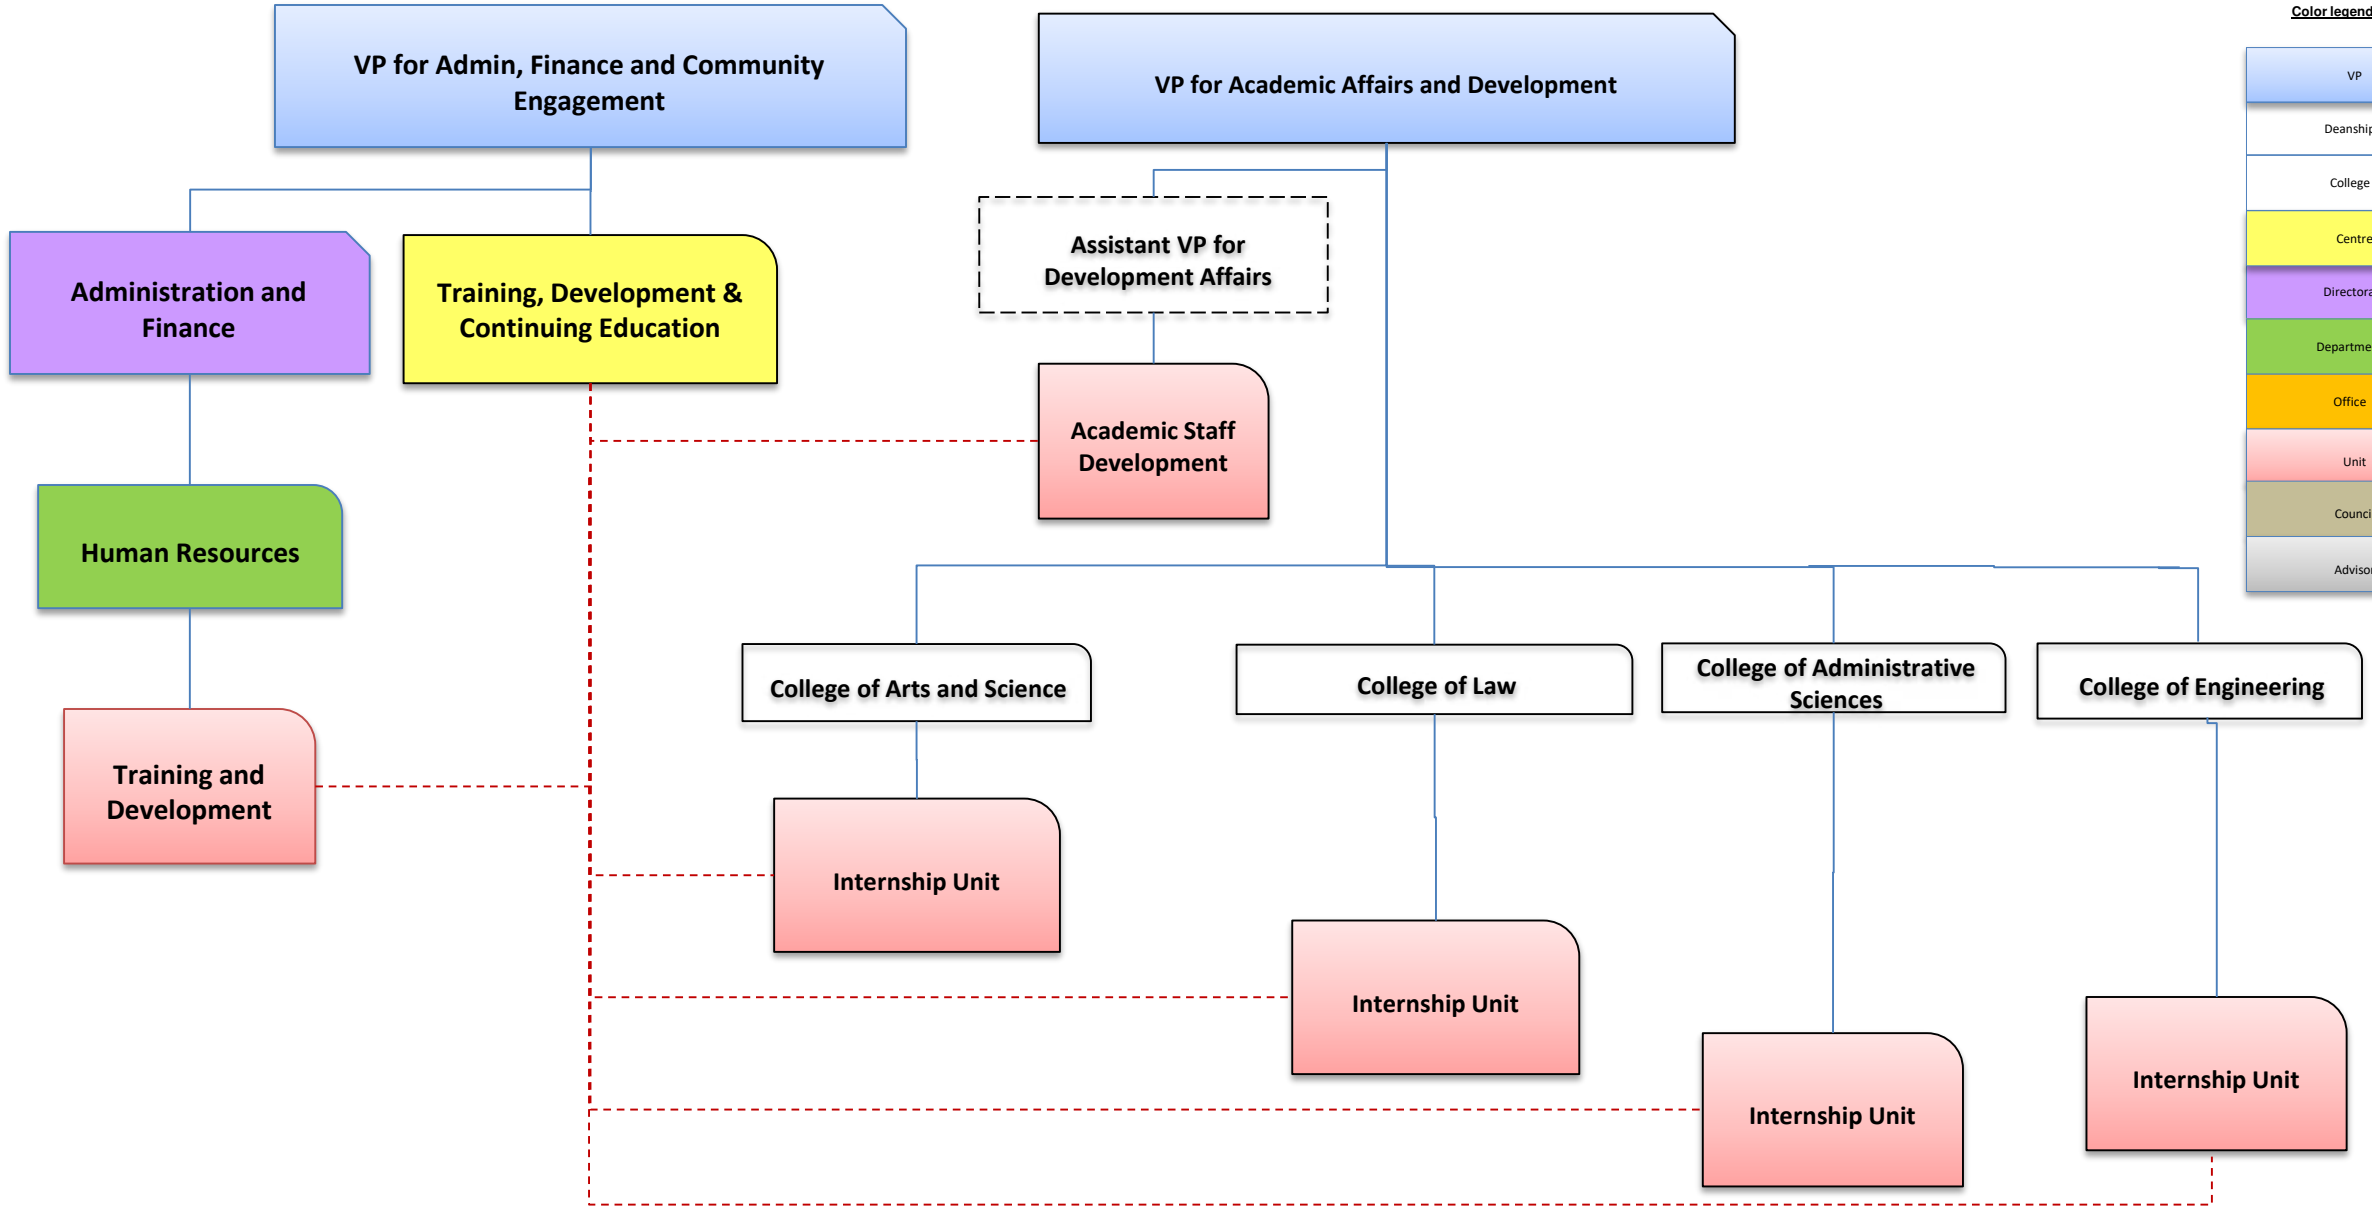 Color legend
VP for Admin, Finance and Community
Engagement
VP for Academic Affairs and Development
VP
Deanship
College
Centre
Administration and
Finance
Training, Development &
Continuing Education
Assistant VP for
Development Affairs
Directora
Departme
Office
Academic Staff
Development
Unit
Counci
Advisor
Human Resources
College of Arts and Science
College of Law
College of Administrative
Sciences
College of Engineering
Training and
Development
Internship Unit
Internship Unit
Internship Unit
Internship Unit